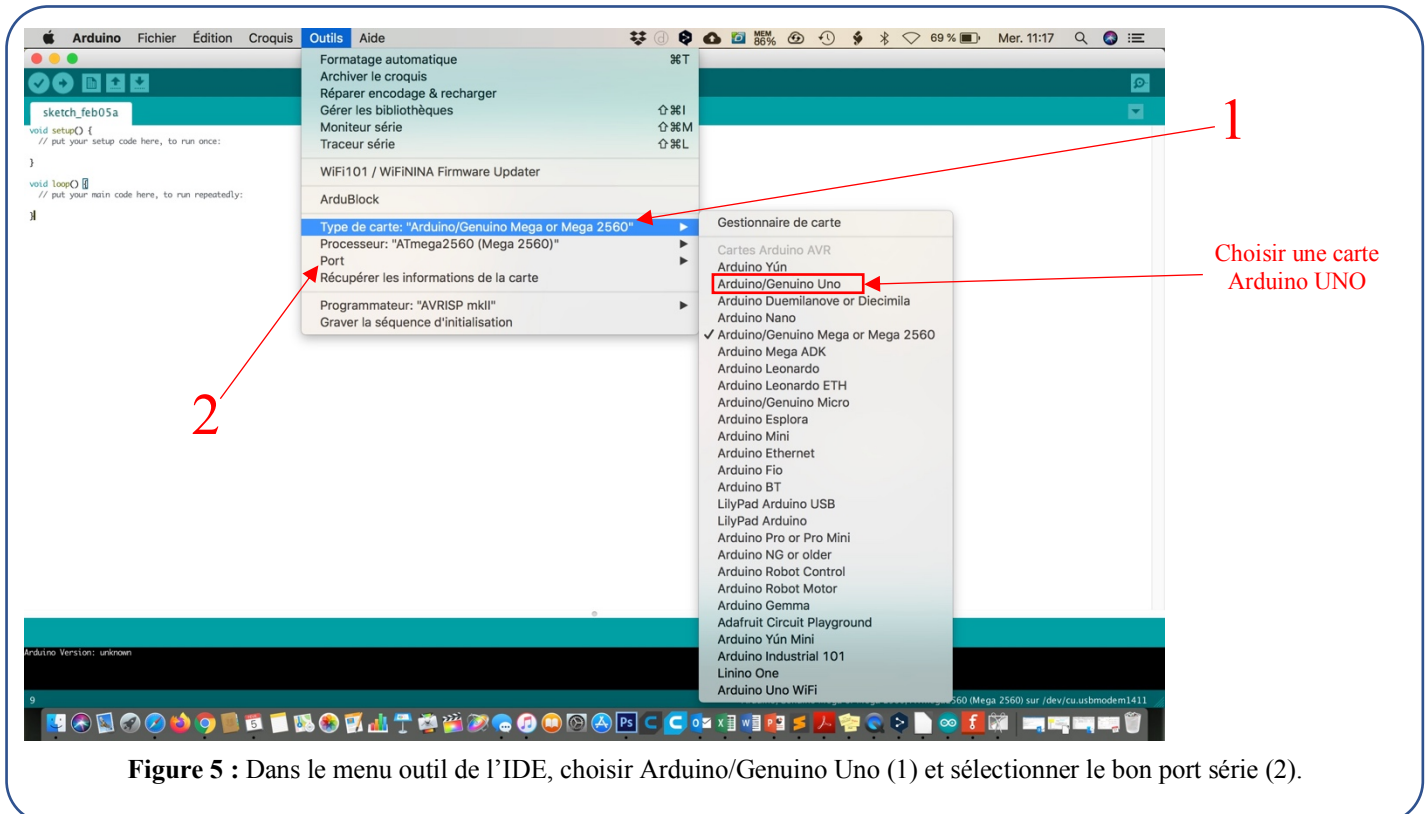 Arduino Fichier Édition Croquis Outils Aide MEM 86% 69 % Mer. 11:17
Formatage automatique ⌘T
Archiver le croquis
Réparer encodage & recharger
Gérer les bibliothèques ⇧⌘I
Moniteur série ⇧⌘M
Traceur série ⇧⌘L
WiFi101 / WiFiNINA Firmware Updater
ArduBlock
Type de carte: "Arduino/Genuino Mega or Mega 2560"
Processeur: "ATmega2560 (Mega 2560)"
Port
Récupérer les informations de la carte
Programmateur: "AVRISP mkII"
Graver la séquence d'initialisation
sketch_feb05a
void setup() {
// put your setup code here, to run once:
}
void loop() {
// put your main code here, to run repeatedly:
}
Gestionnaire de carte
Cartes Arduino AVR
Arduino Yún
Arduino/Genuino Uno
Arduino Duemilanove or Diecimila
Arduino Nano
✓ Arduino/Genuino Mega or Mega 2560
Arduino Mega ADK
Arduino Leonardo
Arduino Leonardo ETH
Arduino/Genuino Micro
Arduino Esplora
Arduino Mini
Arduino Ethernet
Arduino Fio
Arduino BT
LilyPad Arduino USB
LilyPad Arduino
Arduino Pro or Pro Mini
Arduino NG or older
Arduino Robot Control
Arduino Robot Motor
Arduino Gemma
Adafruit Circuit Playground
Arduino Yún Mini
Arduino Industrial 101
Linino One
Arduino Uno WiFi
1
Choisir une carte
Arduino UNO
2
Arduino Version: unknown
9
560 (Mega 2560) sur /dev/cu.usbmodem1411
Ps
Figure 5 : Dans le menu outil de l’IDE, choisir Arduino/Genuino Uno (1) et sélectionner le bon port série (2).